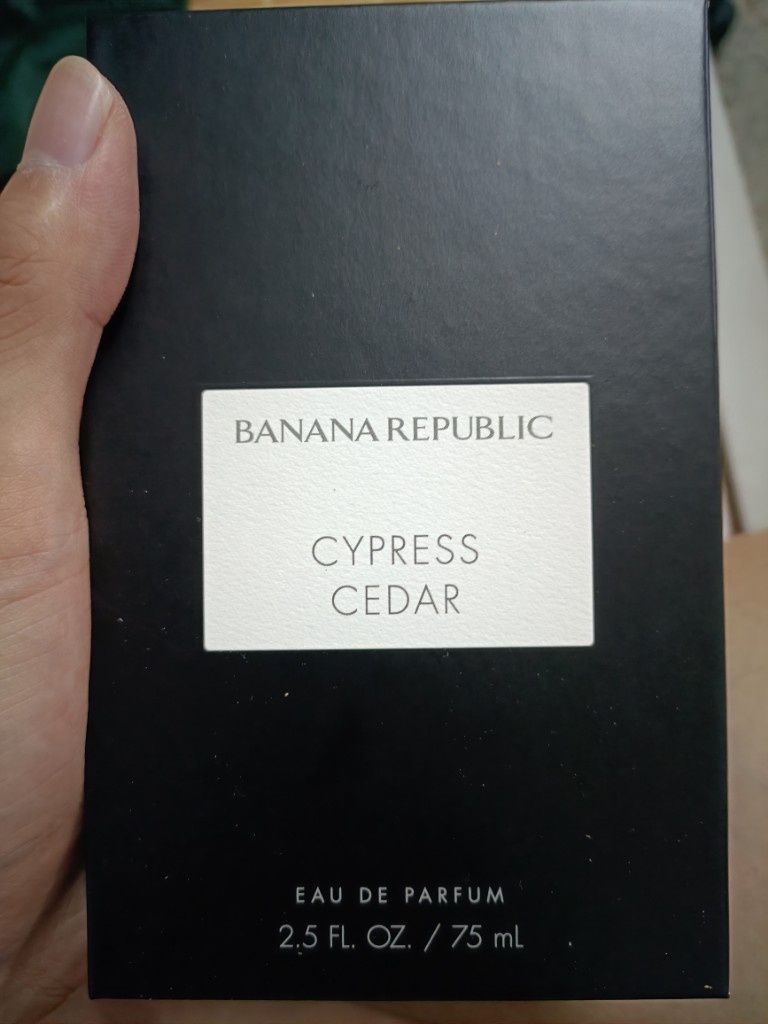 BANANA REPUBLIC
CYPRESS
CEDAR
EAU DE PARFUM
2.5 FL. OZ. / 75 mL